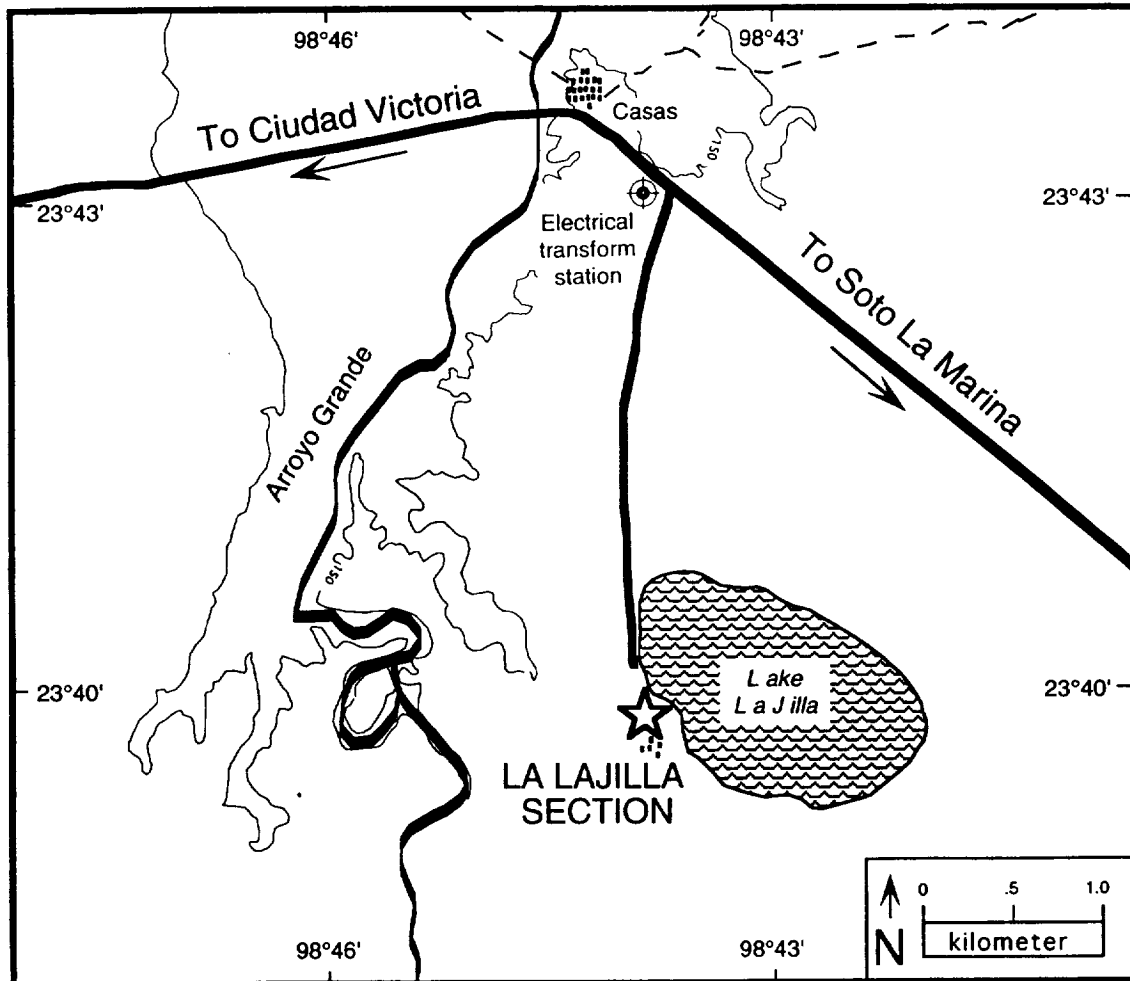 98°46'
98°43'
To Ciudad Victoria
Casas
150
23°43'
23°43'
Electrical
transform
station
To Soto La Marina
Arroyo Grande
150
Lake
La Jilla
23°40'
23°40'
LA LAJILLA
SECTION
98°46'
98°43'
0 .5 1.0
N
kilometer